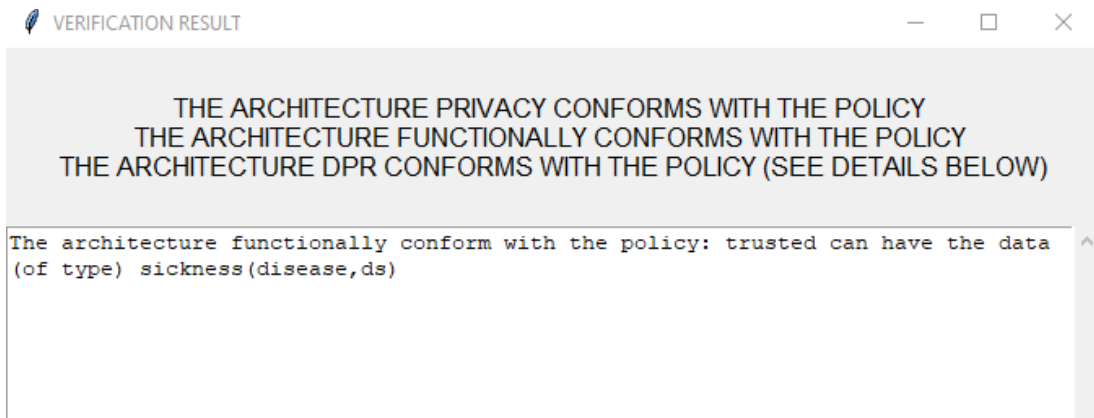 VERIFICATION RESULT
THE ARCHITECTURE PRIVACY CONFORMS WITH THE POLICY
THE ARCHITECTURE FUNCTIONALLY CONFORMS WITH THE POLICY
THE ARCHITECTURE DPR CONFORMS WITH THE POLICY (SEE DETAILS BELOW)
The architecture functionally conform with the policy: trusted can have the data
(of type) sickness(disease,ds)